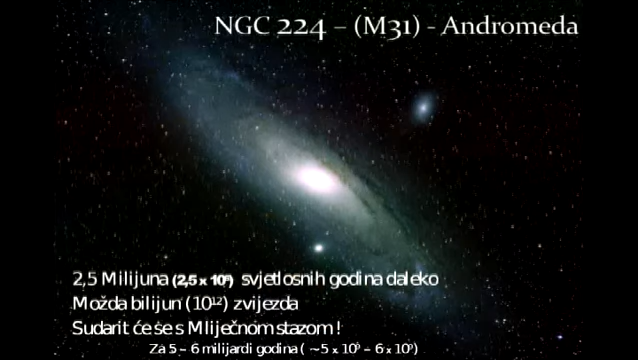 NGC 224 – (M31) - Andromeda
2,5 Milijuna (2,5 x 10⁶) svjetlosnih godina daleko
Možda bilijun (10¹²) zvijezda
Sudarit će se s Mliječnom stazom !
Za 5 – 6 milijardi godina ( ~5 x 10⁹ – 6 x 10⁹)